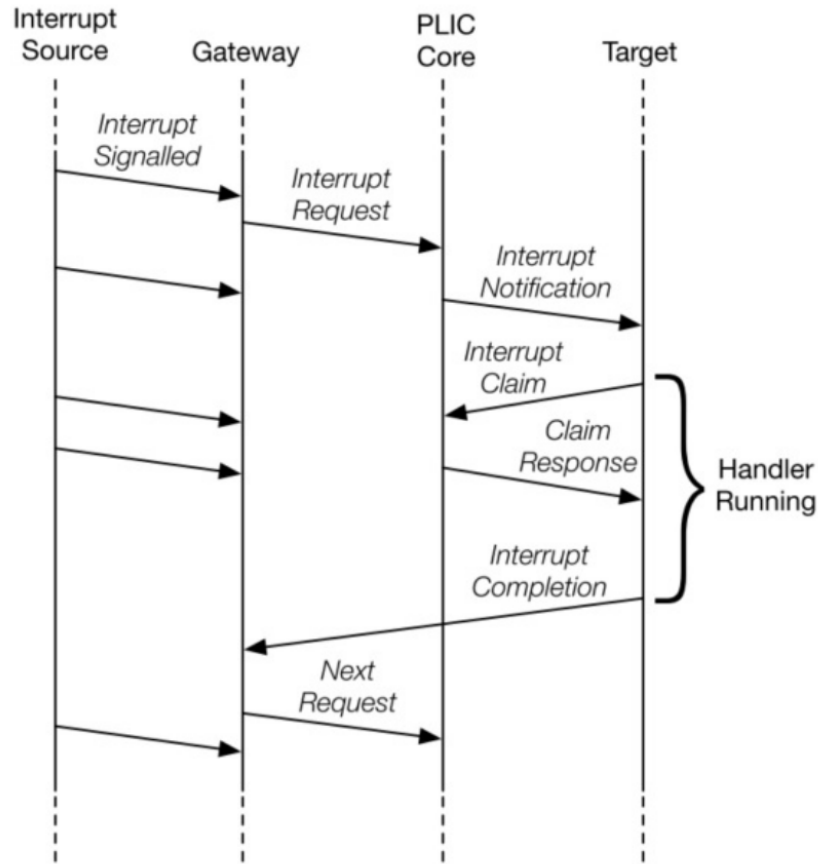 Interrupt
Source
Gateway
PLIC
Core
Target
Interrupt
Signalled
Interrupt
Request
Interrupt
Notification
Interrupt
Claim
Claim
Response
Handler
Running
Interrupt
Completion
Next
Request